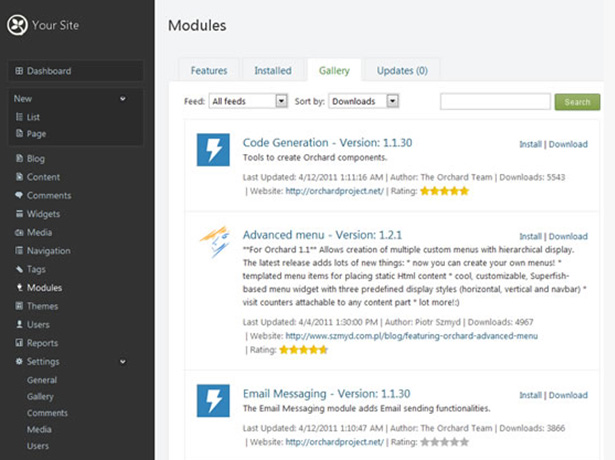 Your Site
Dashboard
New
List
Page
Blog
Content
Comments
Widgets
Media
Navigation
Tags
Modules
Themes
Users
Reports
Settings
General
Gallery
Comments
Media
Users
Modules
Features
Installed
Gallery
Updates (0)
Feed: All feeds Sort by: Downloads Search
Code Generation - Version: 1.1.30 Install | Download
Tools to create Orchard components.
Last Updated: 4/12/2011 1:11:16 AM | Author: The Orchard Team | Downloads: 5543
| Website: http://orchardproject.net/ | Rating:
Advanced menu - Version: 1.2.1 Install | Download
**For Orchard 1.1** Allows creation of multiple custom menus with hierarchical display.
The latest release adds lots of new things: * now you can create your own menus! *
templated menu items for placing static Html content * cool, customizable, Superfish-
based menu widget with three predefined display styles (horizontal, vertical and navbar) *
visit counters attachable to any content part * lot more!:)
Last Updated: 4/4/2011 1:30:00 PM | Author: Piotr Szmyd | Downloads: 4967
| Website: http://www.szmyd.com.pl/blog/featuring-orchard-advanced-menu
| Rating:
Email Messaging - Version: 1.1.30 Install | Download
The Email Messaging module adds Email sending functionalities.
Last Updated: 4/12/2011 1:10:47 AM | Author: The Orchard Team | Downloads: 3866
| Website: http://orchardproject.net/ | Rating: